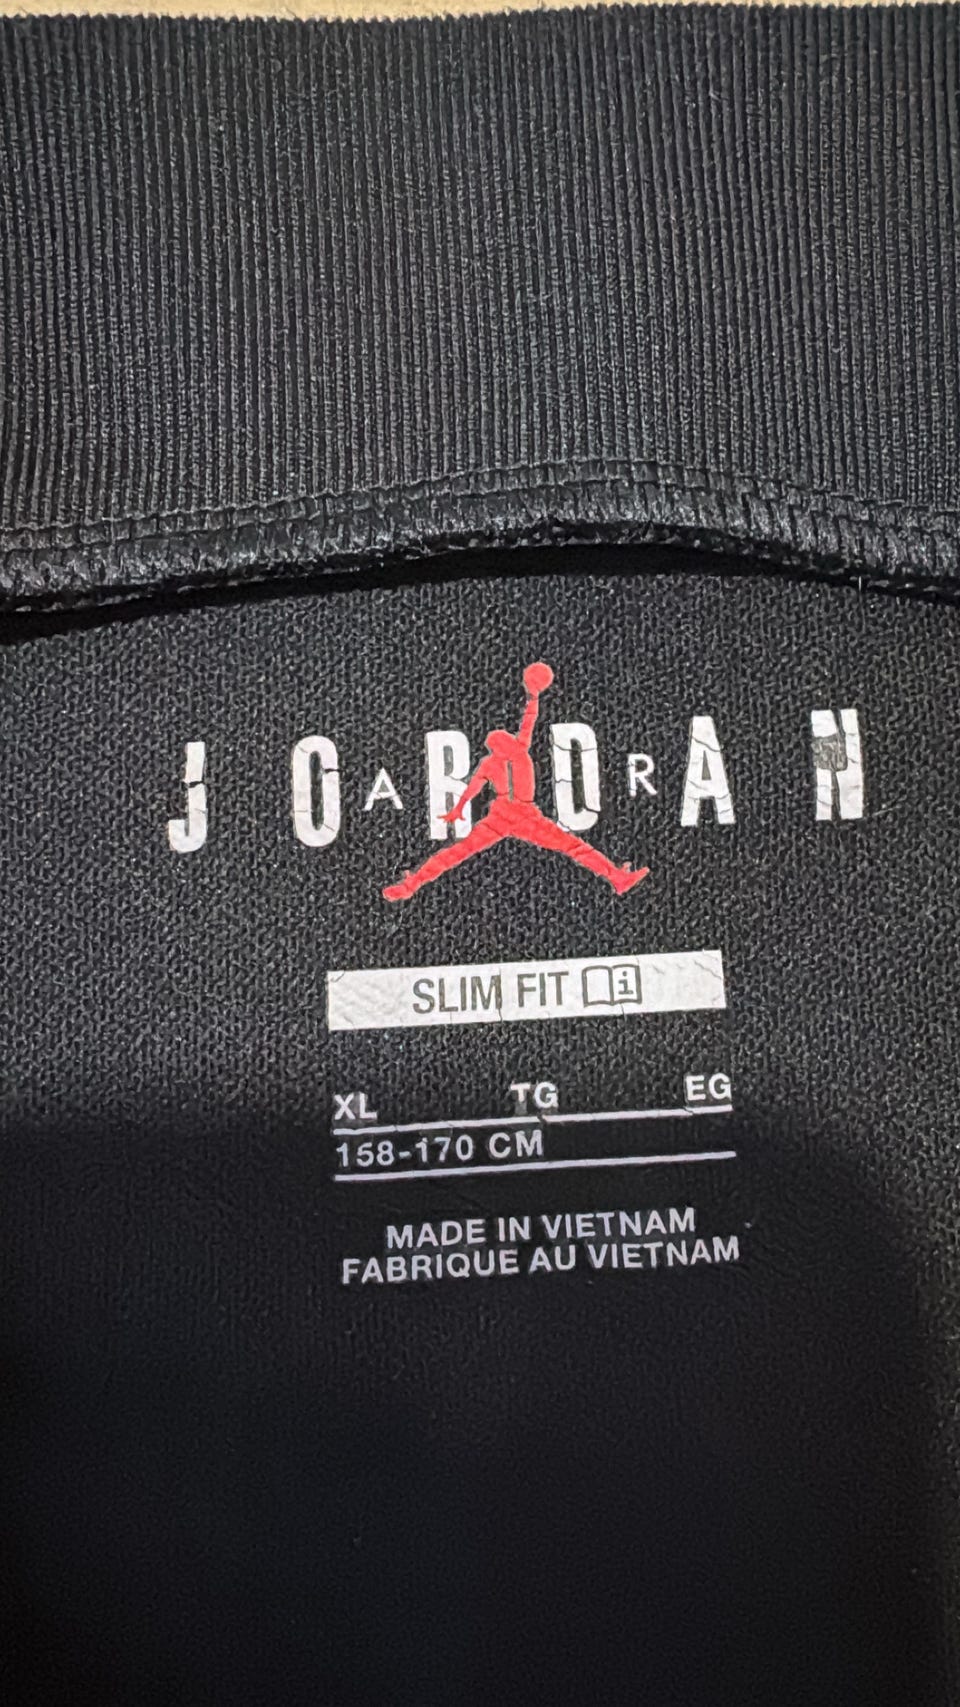 JORDAN
AIR
SLIM FIT
XL TG EG
158-170 CM
MADE IN VIETNAM
FABRIQUE AU VIETNAM